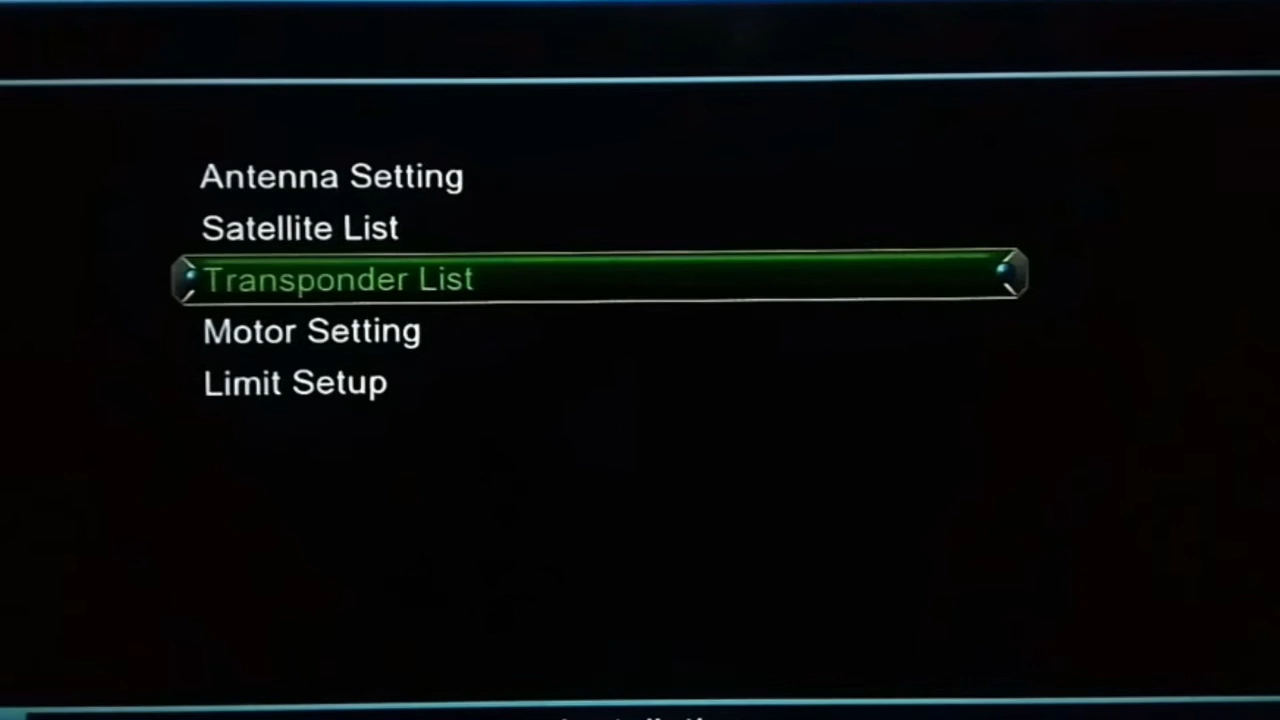 Antenna Setting
Satellite List
Transponder List
Motor Setting
Limit Setup